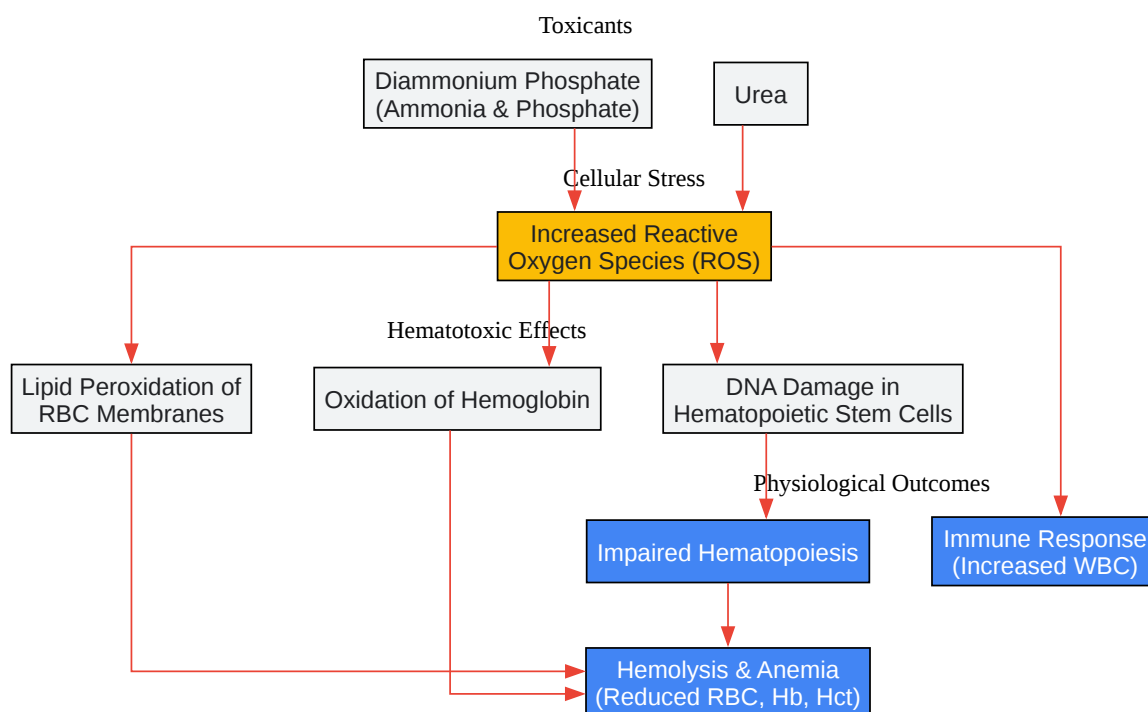 Toxicants
Diammonium Phosphate
(Ammonia & Phosphate)
Urea
Cellular Stress
Increased Reactive
Oxygen Species (ROS)
Hematotoxic Effects
Lipid Peroxidation of
RBC Membranes
Oxidation of Hemoglobin
DNA Damage in
Hematopoietic Stem Cells
Physiological Outcomes
Impaired Hematopoiesis
Immune Response
(Increased WBC)
Hemolysis & Anemia
(Reduced RBC, Hb, Hct)